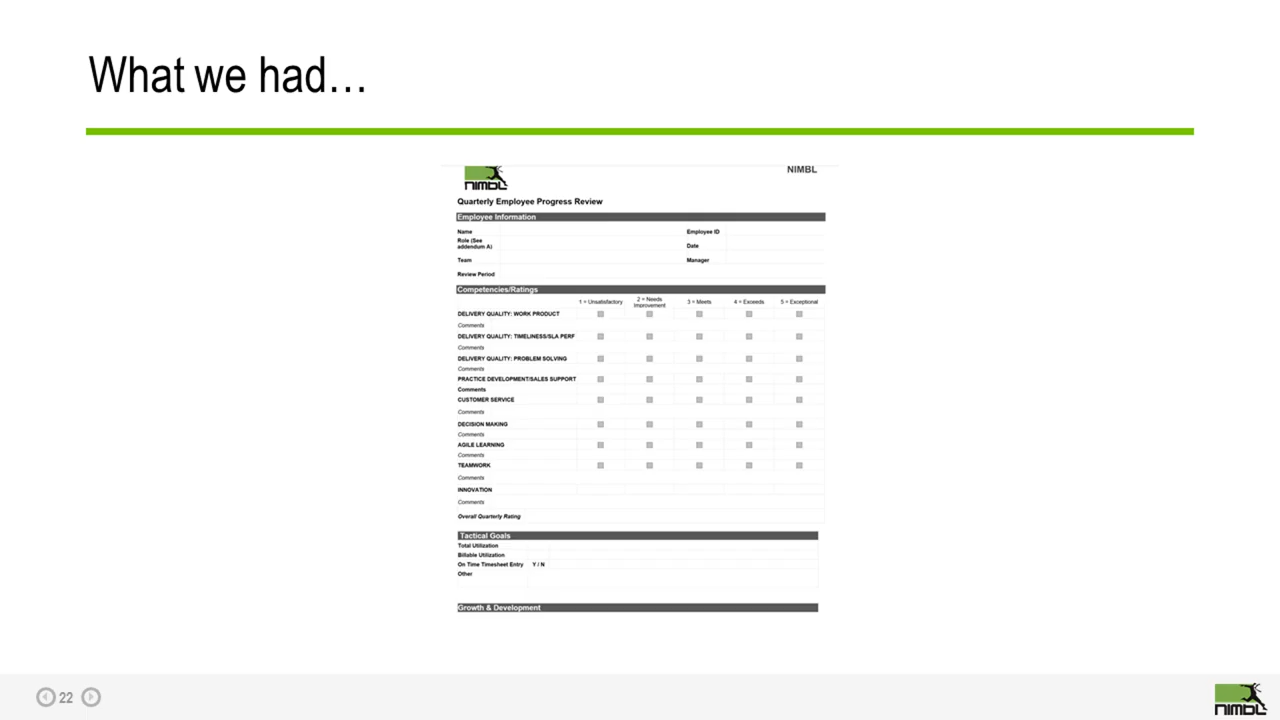 What we had…
NIMBL
NIMBL
Quarterly Employee Progress Review
Employee Information
Name
Employee ID
Role (See
addendum A)
Date
Team
Manager
Review Period
Competencies/Ratings
1 = Unsatisfactory
2 = Needs
Improvement
3 = Meets
4 = Exceeds
5 = Exceptional
DELIVERY QUALITY: WORK PRODUCT
Comments
DELIVERY QUALITY: TIMELINESS/SLA PERF
Comments
DELIVERY QUALITY: PROBLEM SOLVING
Comments
PRACTICE DEVELOPMENT/SALES SUPPORT
Comments
CUSTOMER SERVICE
Comments
DECISION MAKING
Comments
AGILE LEARNING
Comments
TEAMWORK
Comments
INNOVATION
Comments
Overall Quarterly Rating
Tactical Goals
Total Utilization
Billable Utilization
On Time Timesheet Entry Y / N
Other
Growth & Development
22
NIMBL